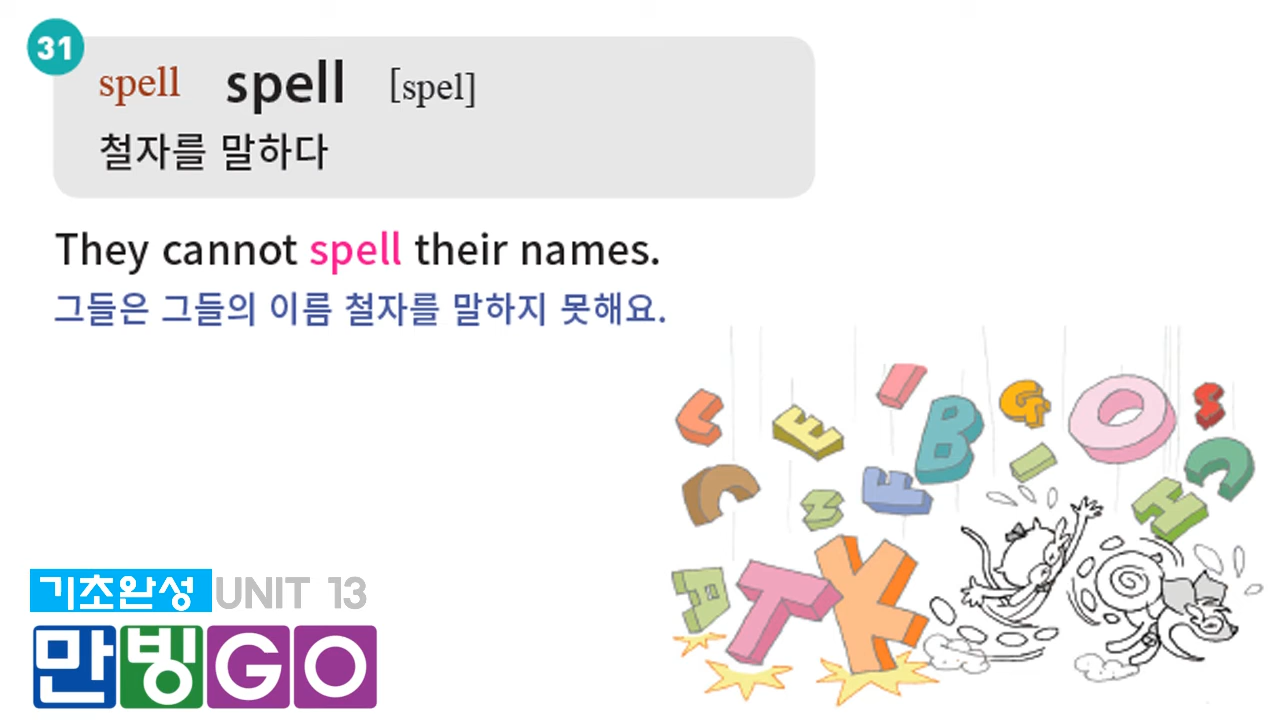 31
spell spell [spel]
철자를 말하다
They cannot spell their names.
그들은 그들의 이름 철자를 말하지 못해요.
기초완성 UNIT 13
만빙GO